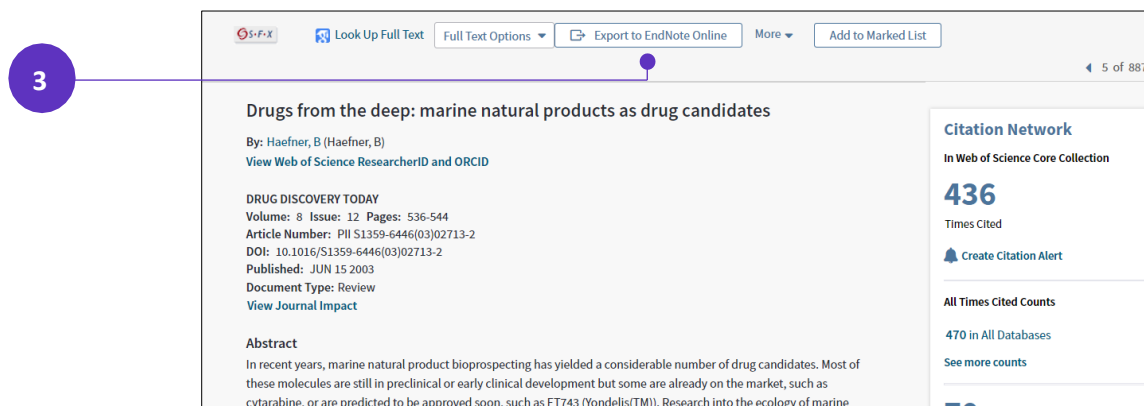 S·F·X Look Up Full Text Full Text Options Export to EndNote Online More Add to Marked List
3
5 of 887
Drugs from the deep: marine natural products as drug candidates
By: Haefner, B (Haefner, B)
View Web of Science ResearcherID and ORCID
DRUG DISCOVERY TODAY
Volume: 8 Issue: 12 Pages: 536-544
Article Number: PII S1359-6446(03)02713-2
DOI: 10.1016/S1359-6446(03)02713-2
Published: JUN 15 2003
Document Type: Review
View Journal Impact
Abstract
In recent years, marine natural product bioprospecting has yielded a considerable number of drug candidates. Most of
these molecules are still in preclinical or early clinical development but some are already on the market, such as
cytarabine, or are predicted to be approved soon, such as ET743 (Yondelis(TM)). Research into the ecology of marine
Citation Network
In Web of Science Core Collection
436
Times Cited
Create Citation Alert
All Times Cited Counts
470 in All Databases
See more counts